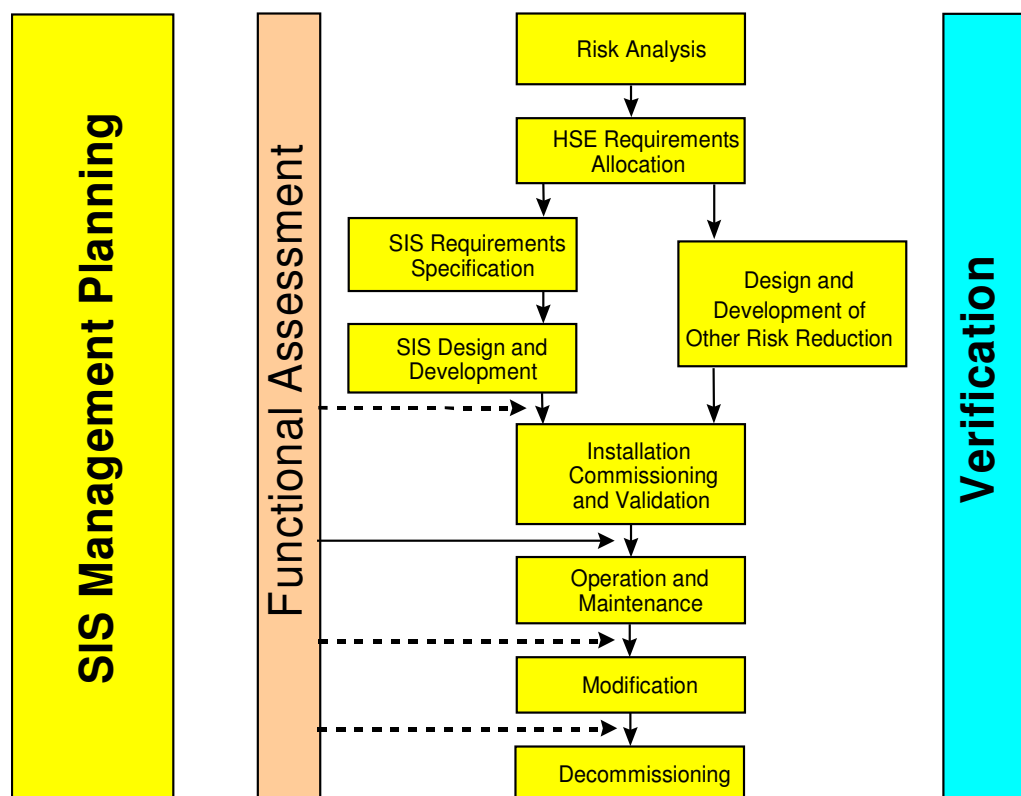 SIS Management Planning
Functional Assessment
Risk Analysis
HSE Requirements
Allocation
SIS Requirements
Specification
Design and
Development of
Other Risk Reduction
SIS Design and
Development
Installation
Commissioning
and Validation
Operation and
Maintenance
Modification
Decommissioning
Verification